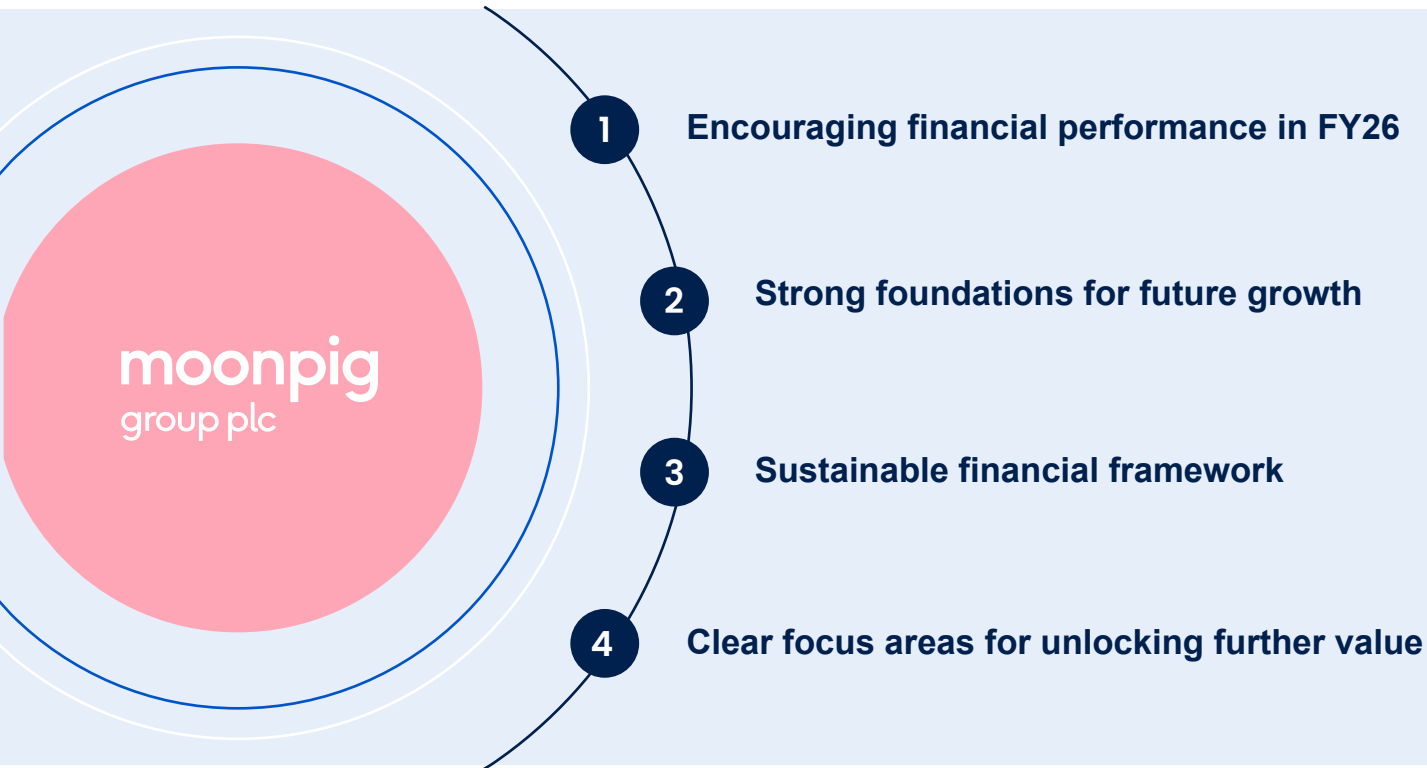 moonpig
group plc
1
Encouraging financial performance in FY26
2
Strong foundations for future growth
3
Sustainable financial framework
4
Clear focus areas for unlocking further value